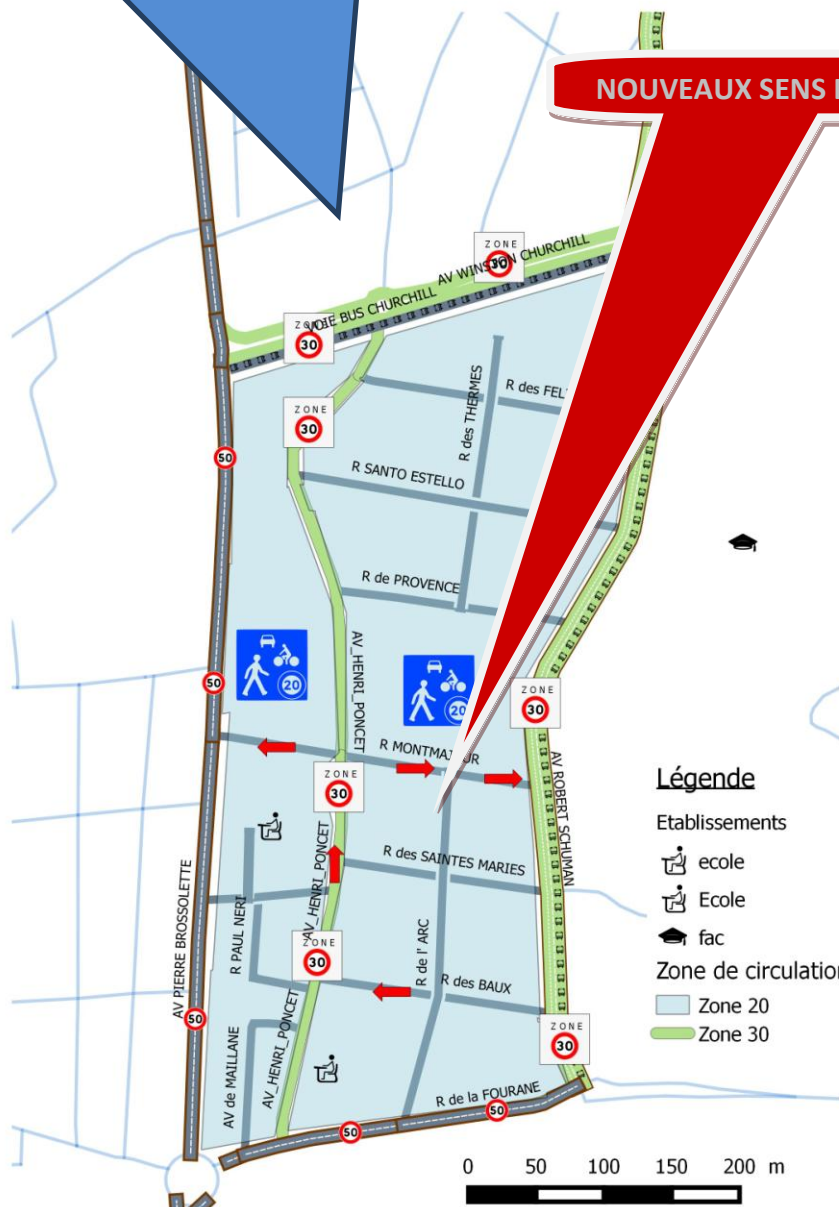 NOUVEAUX SENS
ZONE
30
AV WINSTON CHURCHILL
VOIE BUS CHURCHILL
ZONE
30
ZONE
30
R des THERMES
R des FEL
50
R SANTO ESTELLO
R de PROVENCE
AV_HENRI_PONCET
20
20
50
ZONE
30
R MONTMAJOUR
ZONE
30
AV ROBERT SCHUMAN
Légende
Etablissements
ecole
Ecole
fac
Zone de circulation
Zone 20
Zone 30
AV_HENRI_PONCET
R des SAINTES MARIES
AV PIERRE BROSSOLETTE
R PAUL NERI
ZONE
30
R de l' ARC
R des BAUX
50
AV_HENRI_PONCET
AV de MAILLANE
ZONE
30
R de la FOURANE
50
50
0 50 100 150 200 m